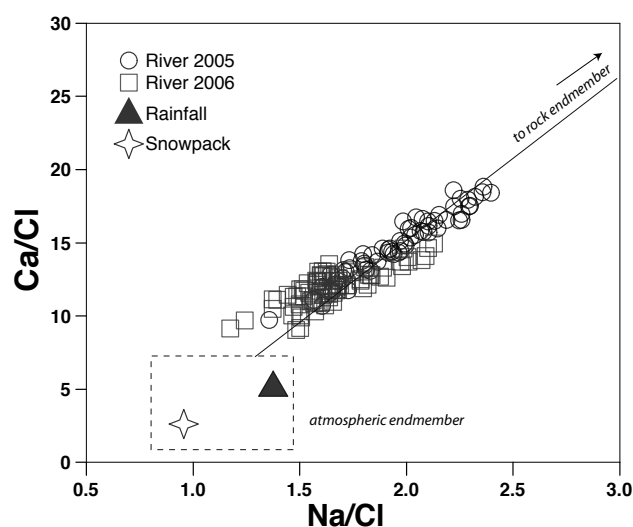 30
25
20
15
10
5
0
Ca/Cl
River 2005
River 2006
Rainfall
Snowpack
to rock endmember
atmospheric endmember
0.5 1.0 1.5 2.0 2.5 3.0
Na/Cl